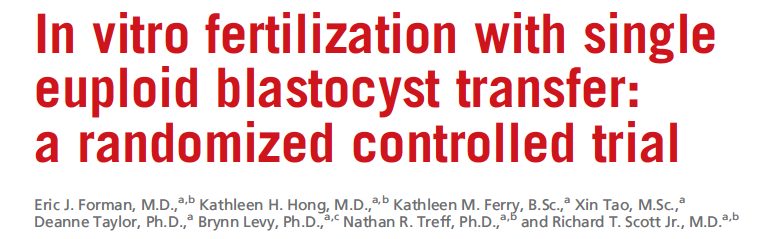 In vitro fertilization with single
euploid blastocyst transfer:
a randomized controlled trial
Eric J. Forman, M.D.,a,b Kathleen H. Hong, M.D.,a,b Kathleen M. Ferry, B.Sc.,a Xin Tao, M.Sc.,a
Deanne Taylor, Ph.D.,a Brynn Levy, Ph.D.,a,c Nathan R. Treff, Ph.D.,a,b and Richard T. Scott Jr., M.D.a,b